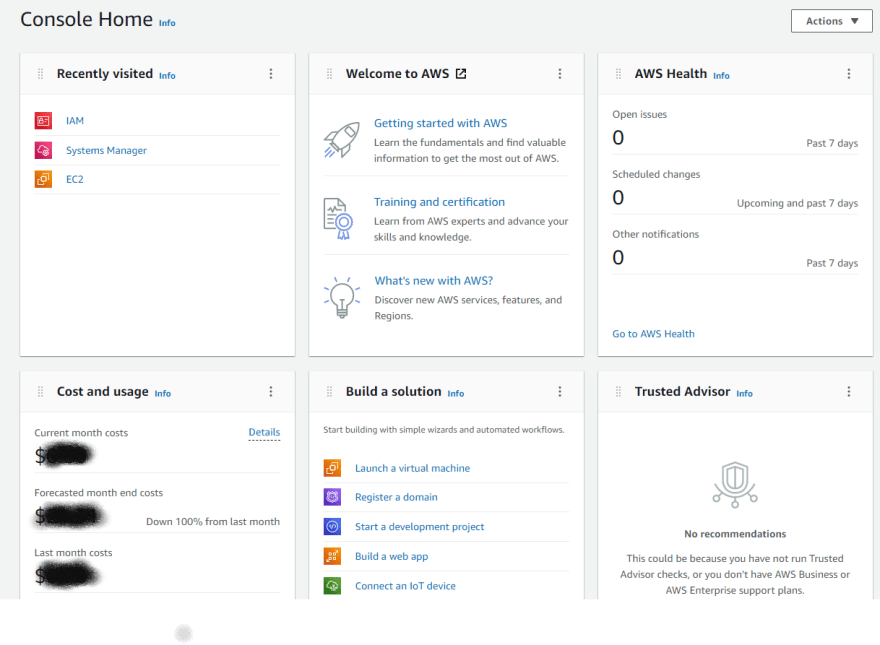 Console Home Info
Actions
Recently visited Info
IAM
Systems Manager
EC2
Welcome to AWS
Getting started with AWS
Learn the fundamentals and find valuable
information to get the most out of AWS.
Training and certification
Learn from AWS experts and advance your
skills and knowledge.
What's new with AWS?
Discover new AWS services, features, and
Regions.
AWS Health Info
Open issues
0
Past 7 days
Scheduled changes
0
Upcoming and past 7 days
Other notifications
0
Past 7 days
Go to AWS Health
Cost and usage Info
Current month costs
Details
$
Forecasted month end costs
$
Down 100% from last month
Last month costs
$
Build a solution Info
Start building with simple wizards and automated workflows.
Launch a virtual machine
Register a domain
Start a development project
Build a web app
Connect an IoT device
Trusted Advisor Info
No recommendations
This could be because you have not run Trusted
Advisor checks, or you don't have AWS Business or
AWS Enterprise support plans.